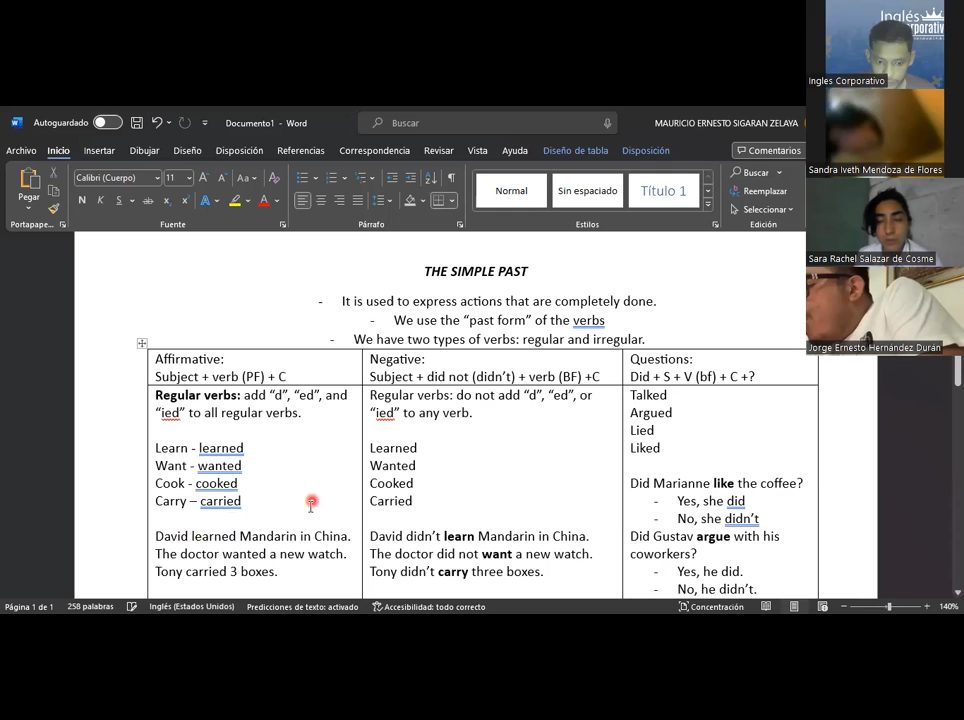 Inglés
corporativo
Ingles Corporativo
Sandra Iveth Mendoza de Flores
Sara Rachel Salazar de Cosme
Jorge Ernesto Hernández Durán
Autoguardado
Documento1 - Word
Buscar
MAURICIO ERNESTO SIGARAN ZELAYA
Archivo Inicio Insertar Dibujar Diseño Disposición Referencias Correspondencia Revisar Vista Ayuda Diseño de tabla Disposición Comentarios
Pegar
Calibri (Cuerpo) 11
Normal
Sin espaciado
Título 1
Buscar
Reemplazar
Seleccionar
Portapape...
Fuente
Párrafo
Estilos
Edición
THE SIMPLE PAST
- It is used to express actions that are completely done.
- We use the “past form” of the verbs
- We have two types of verbs: regular and irregular.
Affirmative:
Subject + verb (PF) + C
Negative:
Subject + did not (didn’t) + verb (BF) +C
Questions:
Did + S + V (bf) + C +?
Regular verbs: add “d”, “ed”, and
“ied” to all regular verbs.
Learn - learned
Want - wanted
Cook - cooked
Carry – carried
David learned Mandarin in China.
The doctor wanted a new watch.
Tony carried 3 boxes.
Regular verbs: do not add “d”, “ed”, or
“ied” to any verb.
Learned
Wanted
Cooked
Carried
David didn’t learn Mandarin in China.
The doctor did not want a new watch.
Tony didn’t carry three boxes.
Talked
Argued
Lied
Liked
Did Marianne like the coffee?
- Yes, she did
- No, she didn’t
Did Gustav argue with his
coworkers?
- Yes, he did.
- No, he didn’t.
Página 1 de 1
258 palabras
Inglés (Estados Unidos)
Predicciones de texto: activado
Accesibilidad: todo correcto
Concentración
140%